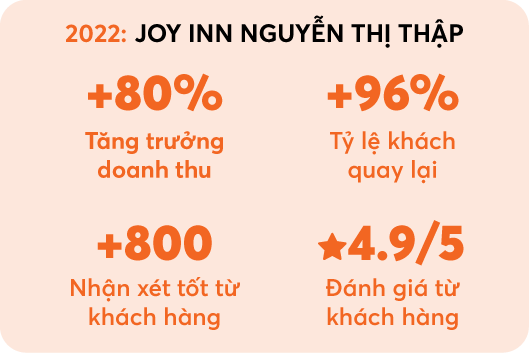 2022: JOY INN NGUYỄN THỊ THẬP
+80%
Tăng trưởng
doanh thu
+96%
Tỷ lệ khách
quay lại
+800
Nhận xét tốt từ
khách hàng
★4.9/5
Đánh giá từ
khách hàng